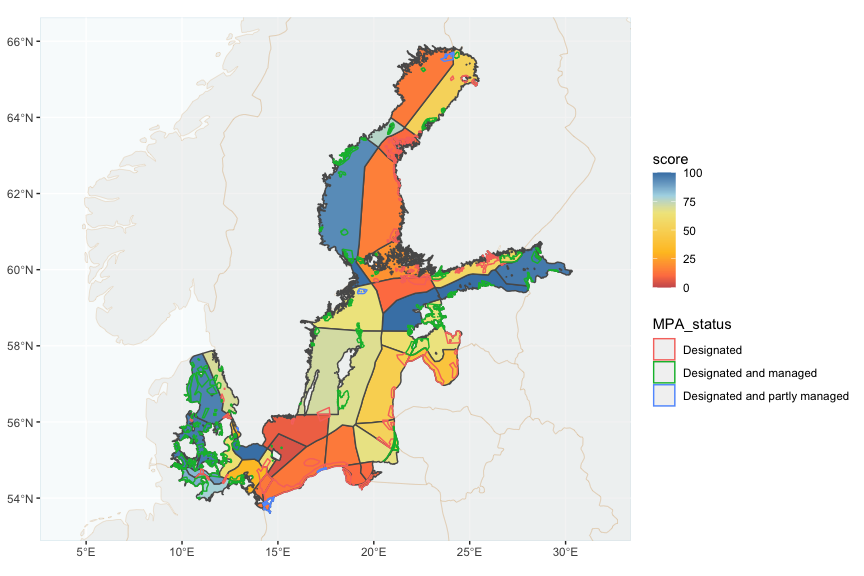 66°N
64°N
62°N
60°N
58°N
56°N
54°N
5°E
10°E
15°E
20°E
25°E
30°E
score
100
75
50
25
0
MPA_status
Designated
Designated and managed
Designated and partly managed